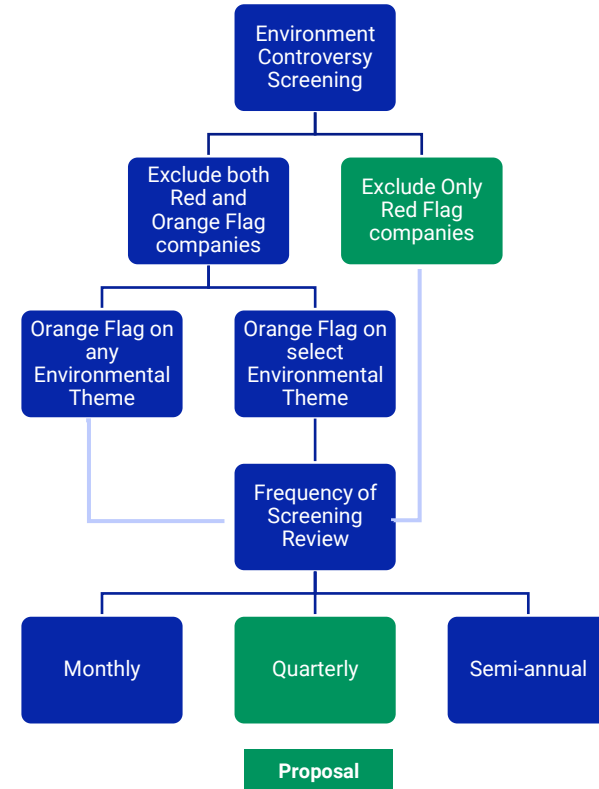 Environment
Controversy
Screening
Exclude both
Red and
Orange Flag
companies
Exclude Only
Red Flag
companies
Orange Flag on
any
Environmental
Theme
Orange Flag on
select
Environmental
Theme
Frequency of
Screening
Review
Monthly
Quarterly
Semi-annual
Proposal